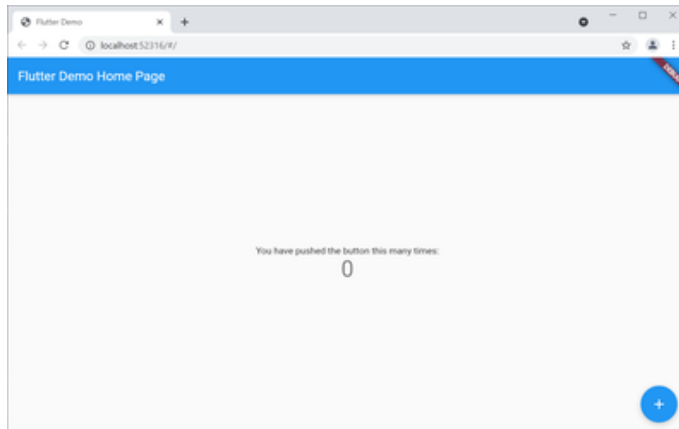 Flutter Demo
localhost:52316/#/
Flutter Demo Home Page
You have pushed the button this many times:
0